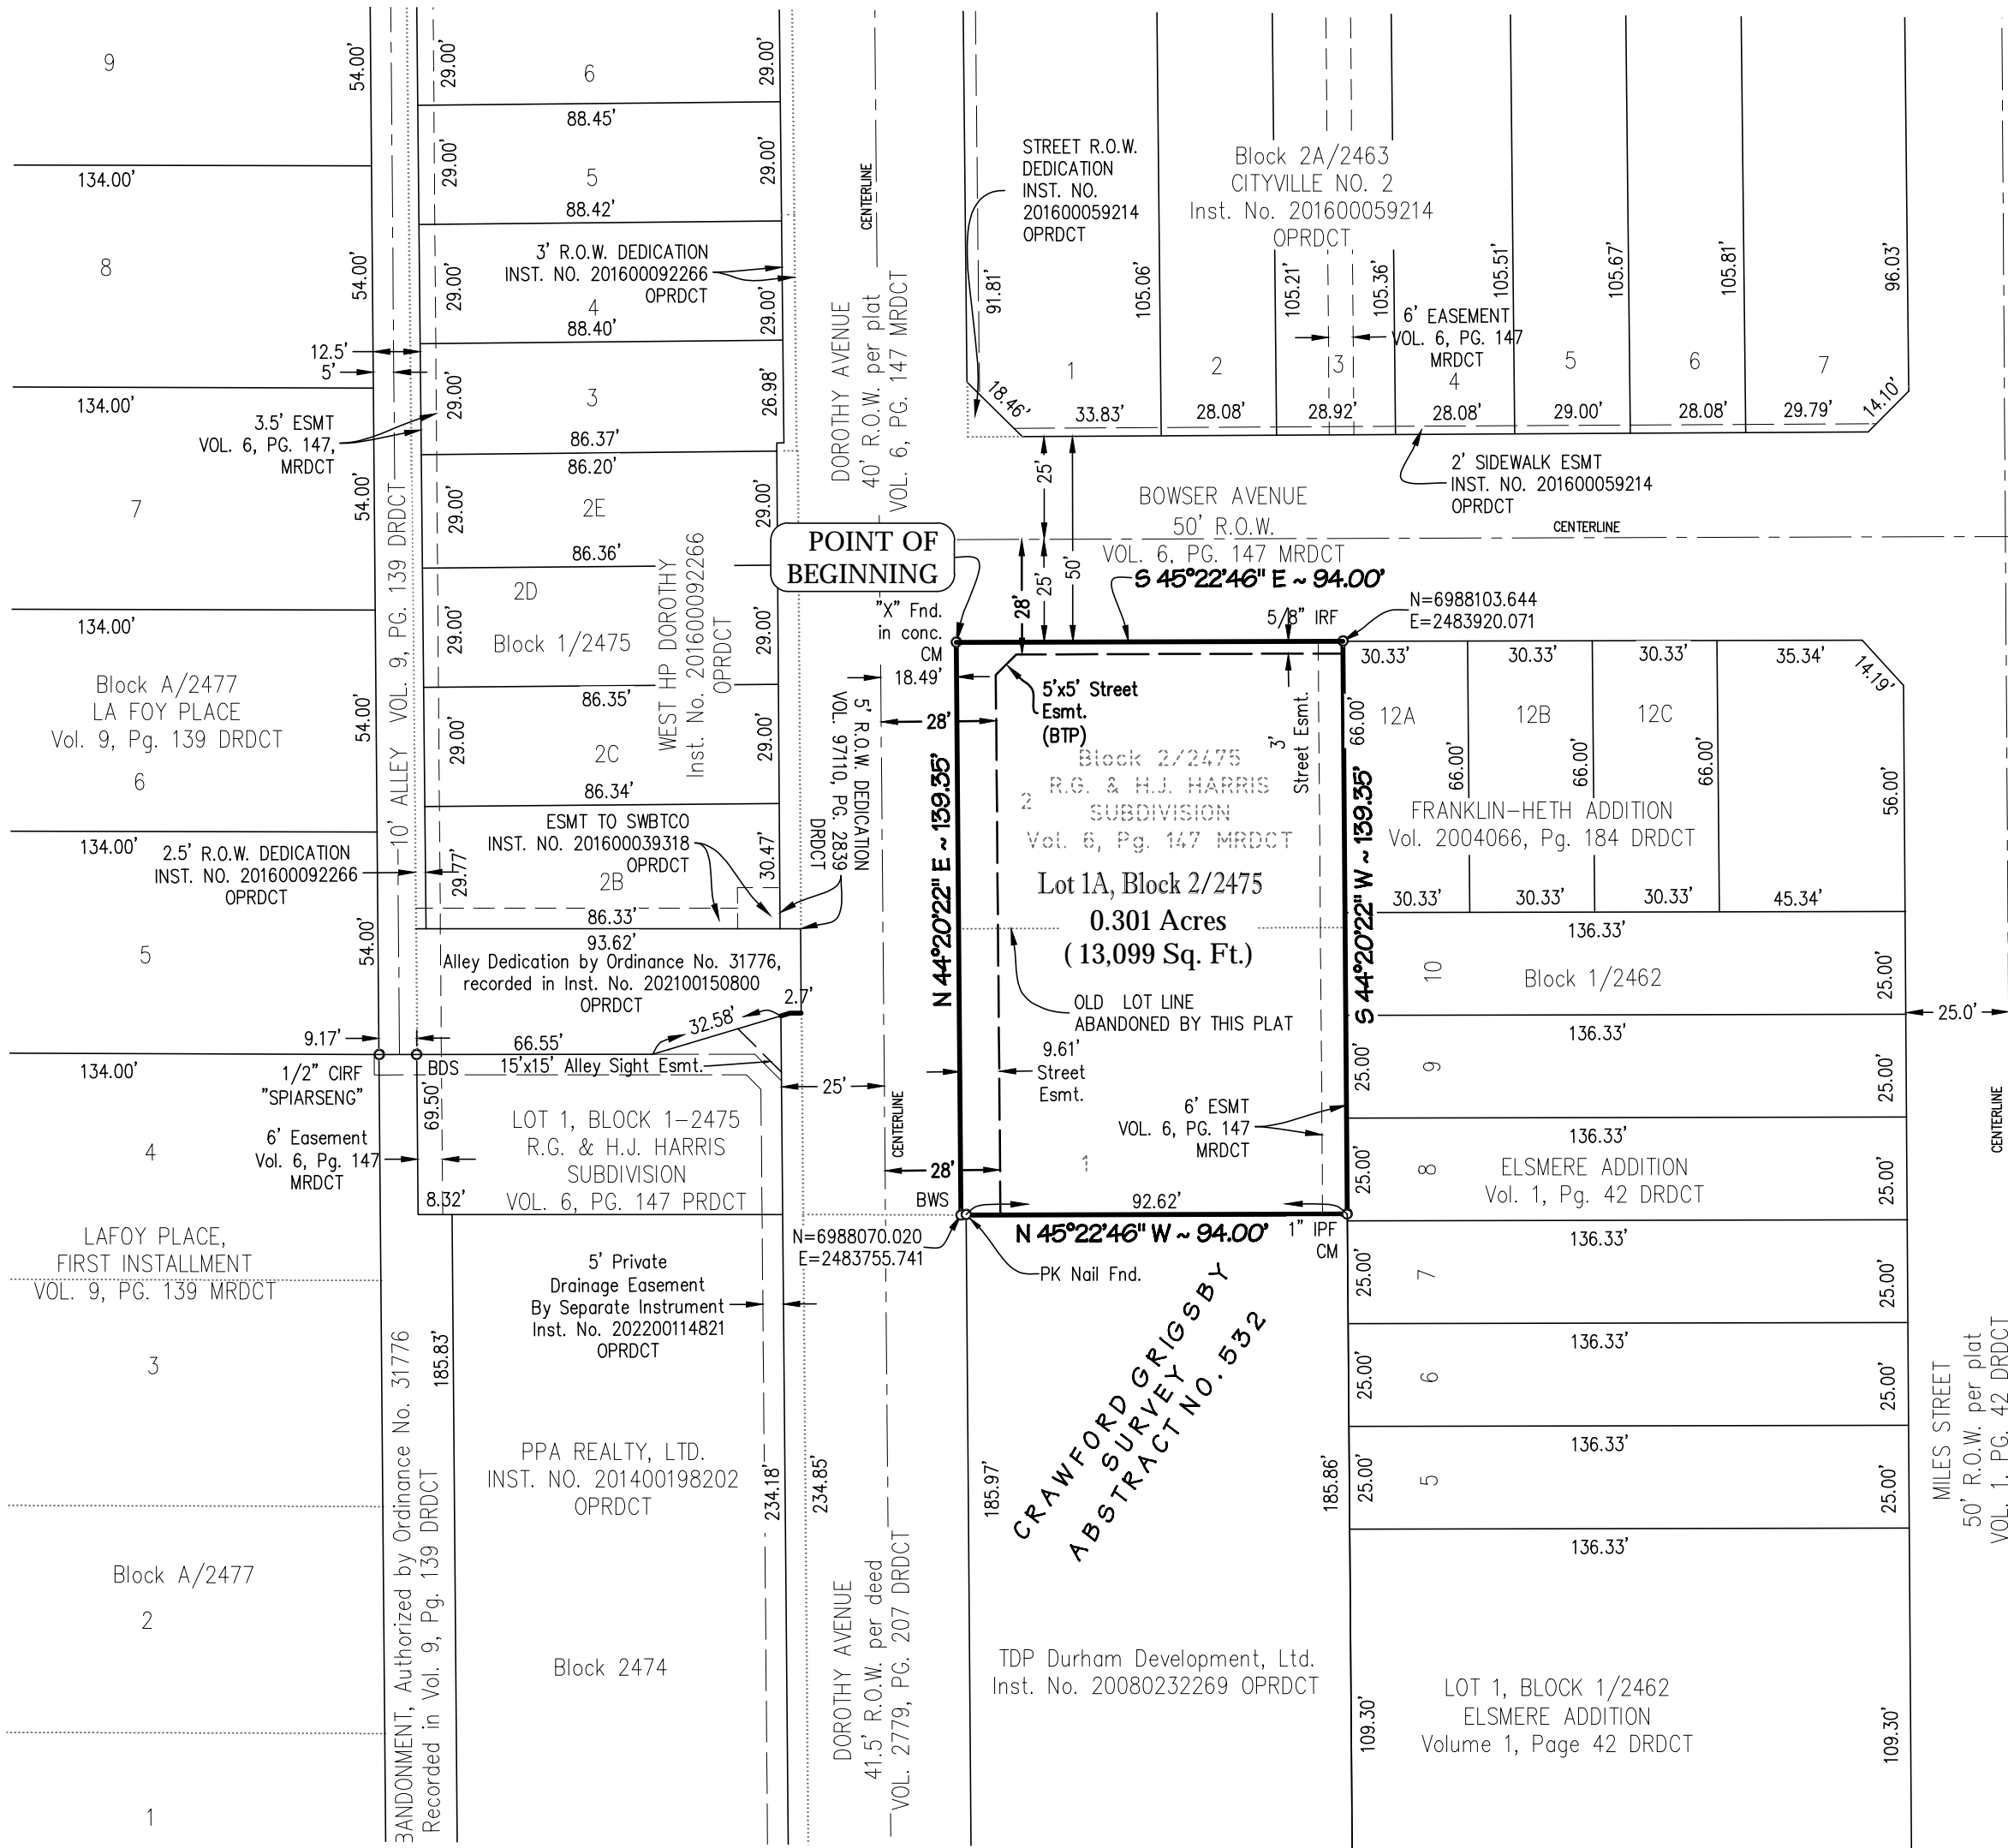 9
54.00'
134.00'
8
54.00'
12.5'
5'
134.00'
3.5' ESMT
VOL. 6, PG. 147,
MRDCT
7
54.00'
134.00'
Block A/2477
LA FOY PLACE
Vol. 9, Pg. 139 DRDCT
6
54.00'
134.00'
2.5' R.O.W. DEDICATION
INST. NO. 201600092266
OPRDCT
5
54.00'
9.17'
134.00'
1/2" CIRF
"SPIARSENG"
4
6' Easement
Vol. 6, Pg. 147
MRDCT
LAFOY PLACE,
FIRST INSTALLMENT
VOL. 9, PG. 139 MRDCT
3
Block A/2477
2
1
10' ALLEY VOL. 9, PG. 139 DRDCT
BANDONMENT, Authorized by Ordinance No. 31776
Recorded in Vol. 9, Pg. 139 DRDCT
185.83'
29.00'
6
29.00'
88.45'
29.00'
5
29.00'
88.42'
3' R.O.W. DEDICATION
INST. NO. 201600092266
OPRDCT
29.00'
4
29.00'
88.40'
29.00'
3
26.98'
86.37'
86.20'
29.00'
2E
29.00'
86.36'
2D
29.00'
Block 1/2475
29.00'
WEST HP DOROTHY
Inst. No. 201600092266
OPRDCT
86.35'
29.00'
2C
29.00'
86.34'
ESMT TO SWBTCO
INST. NO. 201600039318
OPRDCT
29.77'
2B
30.47'
86.33'
93.62'
Alley Dedication by Ordinance No. 31776,
recorded in Inst. No. 202100150800
OPRDCT
2.7'
32.58'
66.55'
BDS
15'x15' Alley Sight Esmt.
69.50'
LOT 1, BLOCK 1-2475
R.G. & H.J. HARRIS
SUBDIVISION
VOL. 6, PG. 147 PRDCT
8.32'
5' Private
Drainage Easement
By Separate Instrument
Inst. No. 202200114821
OPRDCT
PPA REALTY, LTD.
INST. NO. 201400198202
OPRDCT
234.18'
234.85'
Block 2474
CENTERLINE
DOROTHY AVENUE
40' R.O.W. per plat
VOL. 6, PG. 147 MRDCT
POINT OF
BEGINNING
"X" Fnd.
in conc.
CM
18.49'
28'
5' R.O.W. DEDICATION
VOL. 97110, PG. 2839
DRDCT
25'
CENTERLINE
28'
BWS
N=6988070.020
E=2483755.741
DOROTHY AVENUE
41.5' R.O.W. per deed
VOL. 2779, PG. 207 DRDCT
STREET R.O.W.
DEDICATION
INST. NO.
201600059214
OPRDCT
Block 2A/2463
CITYVILLE NO. 2
Inst. No. 201600059214
OPRDCT
91.81'
105.06'
105.21'
105.36'
105.51'
105.67'
105.81'
96.03'
6' EASEMENT
VOL. 6, PG. 147
MRDCT
1
2
3
4
5
6
7
18.46'
33.83'
28.08'
28.92'
28.08'
29.00'
28.08'
29.79'
14.10'
2' SIDEWALK ESMT
INST. NO. 201600059214
OPRDCT
25'
25'
50'
28'
BOWSER AVENUE
50' R.O.W.
VOL. 6, PG. 147 MRDCT
CENTERLINE
S 45°22'46" E ~ 94.00'
5/8" IRF
N=6988103.644
E=2483920.071
5'x5' Street
Esmt.
(BTP)
3'
Street Esmt.
N 44°20'22" E ~ 139.35'
Block 2/2475
R.G. & H.J. HARRIS
2
SUBDIVISION
Vol. 6, Pg. 147 MRDCT
Lot 1A, Block 2/2475
0.301 Acres
( 13,099 Sq. Ft.)
OLD LOT LINE
ABANDONED BY THIS PLAT
9.61'
Street
Esmt.
6' ESMT
VOL. 6, PG. 147
MRDCT
1
92.62'
S 44°20'22" W ~ 139.35'
N 45°22'46" W ~ 94.00'
1" IPF
CM
PK Nail Fnd.
CRAWFORD GRIGSBY
SURVEY
ABSTRACT NO. 532
185.97'
185.86'
TDP Durham Development, Ltd.
Inst. No. 20080232269 OPRDCT
30.33'
30.33'
30.33'
35.34'
14.19'
66.00'
12A
66.00'
12B
66.00'
12C
66.00'
56.00'
FRANKLIN-HETH ADDITION
Vol. 2004066, Pg. 184 DRDCT
30.33'
30.33'
30.33'
45.34'
136.33'
10
Block 1/2462
25.00'
25.0'
136.33'
25.00'
9
25.00'
136.33'
25.00'
8
ELSMERE ADDITION
Vol. 1, Pg. 42 DRDCT
25.00'
136.33'
25.00'
7
25.00'
136.33'
25.00'
6
25.00'
136.33'
25.00'
5
25.00'
136.33'
LOT 1, BLOCK 1/2462
ELSMERE ADDITION
Volume 1, Page 42 DRDCT
109.30'
109.30'
CENTERLINE
MILES STREET
50' R.O.W. per plat
VOL. 1, PG. 42 DRDCT